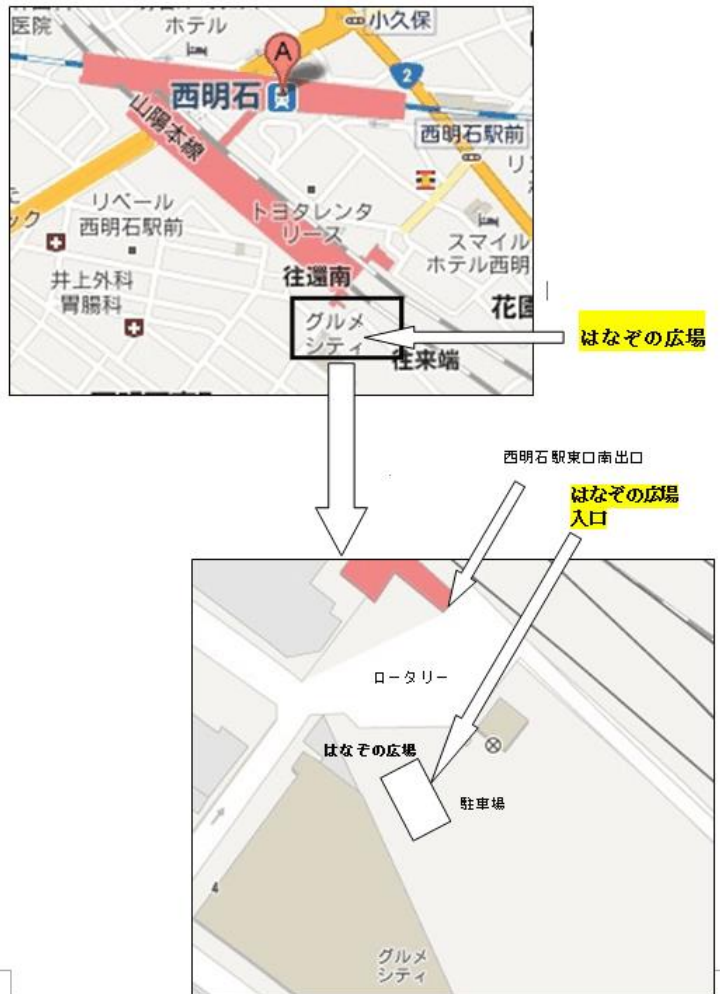 医院
ホテル
小久保
A
2
西明石
山陽本線
西明石駅前
リベール
西明石駅前
トヨタレンタ
リース
スマイル
ホテル西明
井上外科
胃腸科
往還南
花園
グルメ
シティ
往来端
はなぞの広場
西明石駅東口南出口
はなぞの広場
入口
ロータリー
はなぞの広場
駐車場
4
グルメ
シティ